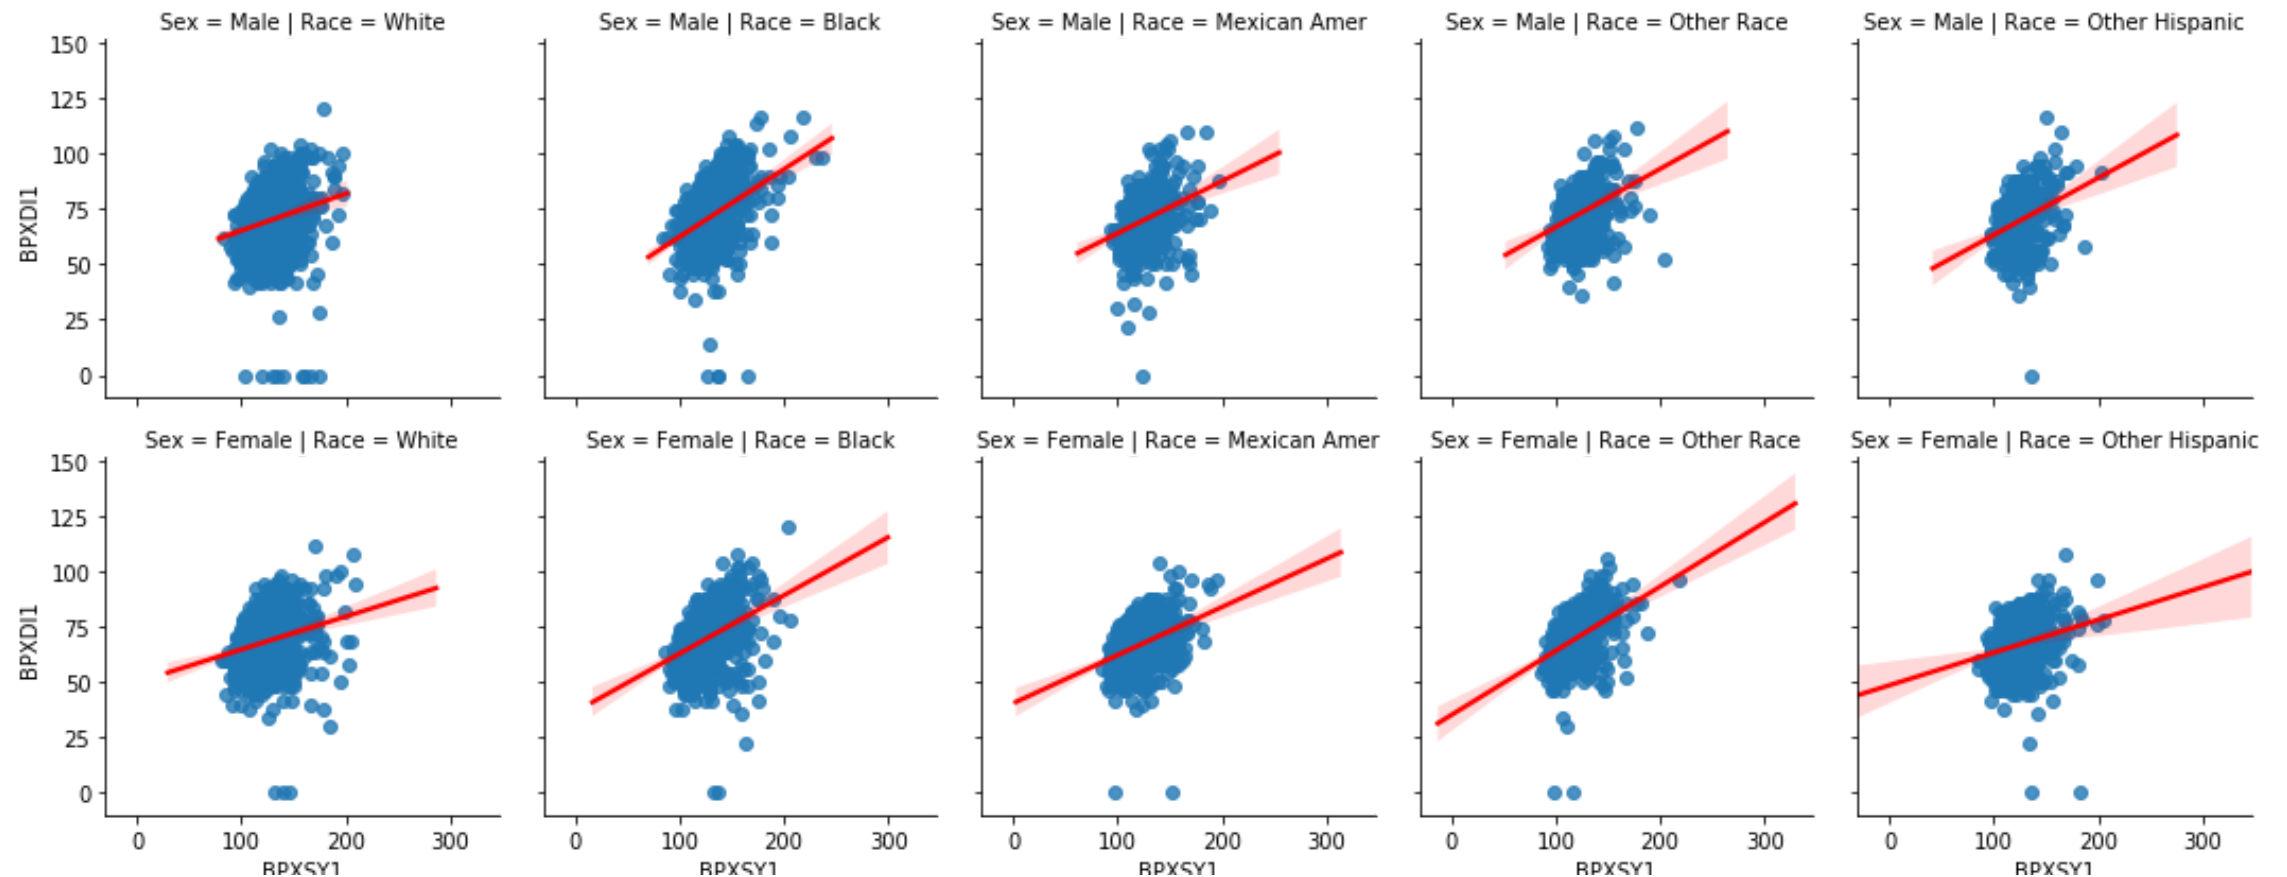 Sex = Male | Race = White
Sex = Male | Race = Black
Sex = Male | Race = Mexican Amer
Sex = Male | Race = Other Race
Sex = Male | Race = Other Hispanic
150
125
100
75
50
25
0
BPXDI1
Sex = Female | Race = White
Sex = Female | Race = Black
Sex = Female | Race = Mexican Amer
Sex = Female | Race = Other Race
Sex = Female | Race = Other Hispanic
150
125
100
75
50
25
0
BPXDI1
0 100 200 300
0 100 200 300
0 100 200 300
0 100 200 300
0 100 200 300
BPXSY1
BPXSY1
BPXSY1
BPXSY1
BPXSY1